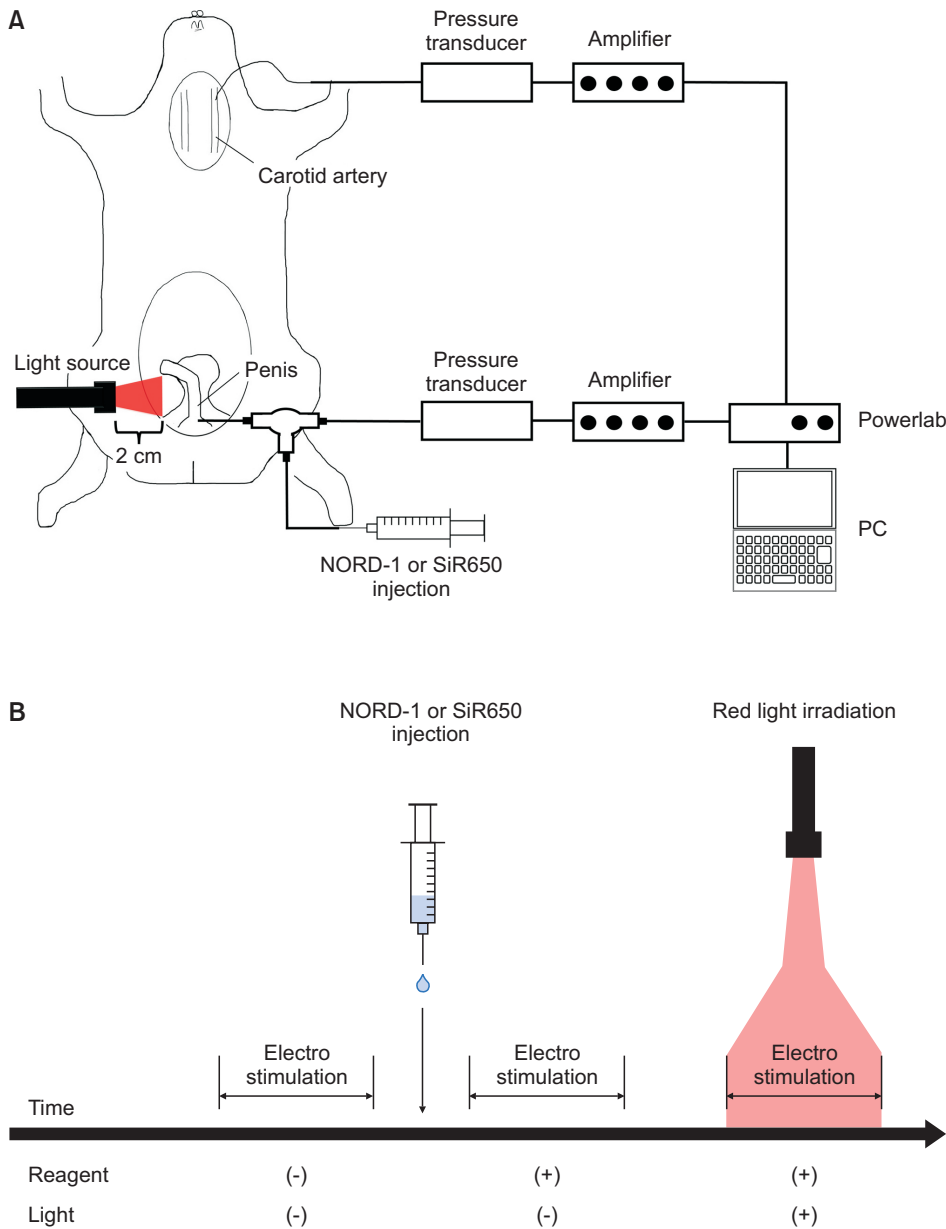 A
Pressure
transducer
Amplifier
Carotid artery
Light source
Penis
Pressure
transducer
Amplifier
Powerlab
2 cm
PC
NORD-1 or SiR650
injection
B
NORD-1 or SiR650
injection
Red light irradiation
Electro
stimulation
Electro
stimulation
Electro
stimulation
Time
Reagent (-) (+) (+)
Light (-) (-) (+)